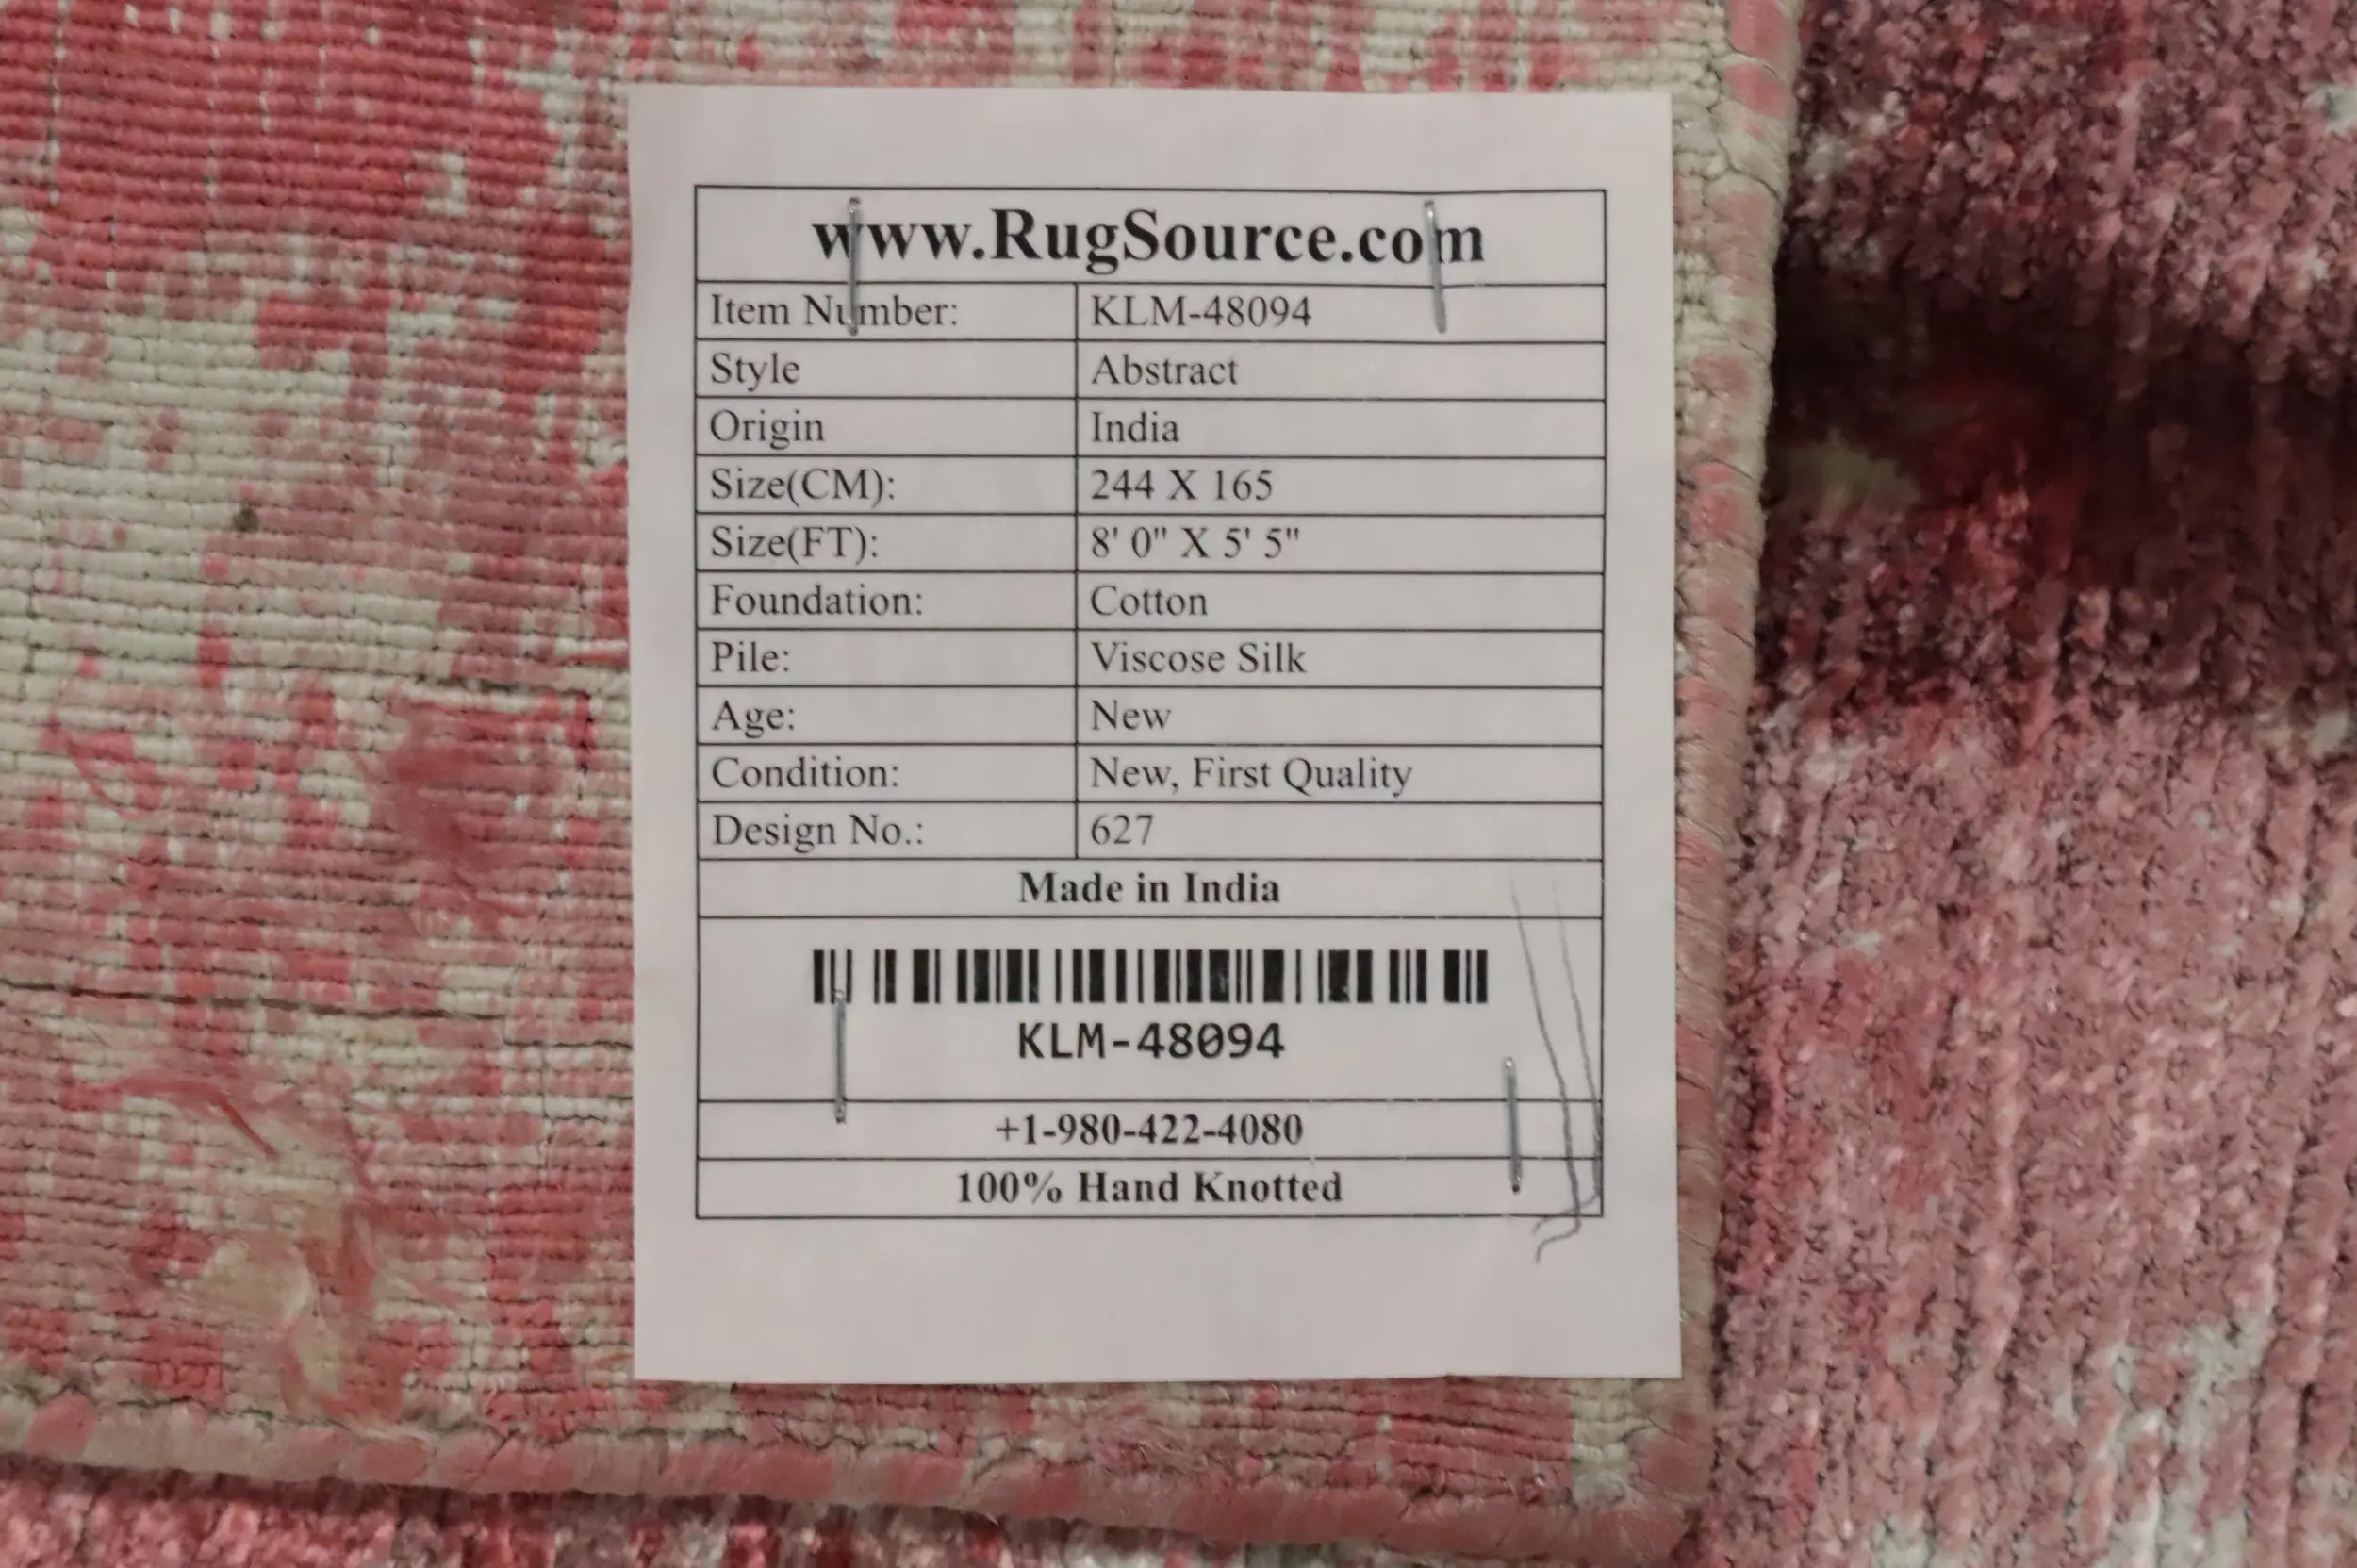 www.RugSource.com
Item Number: KLM-48094
Style Abstract
Origin India
Size(CM): 244 X 165
Size(FT): 8' 0" X 5' 5"
Foundation: Cotton
Pile: Viscose Silk
Age: New
Condition: New, First Quality
Design No.: 627
Made in India
KLM-48094
+1-980-422-4080
100% Hand Knotted